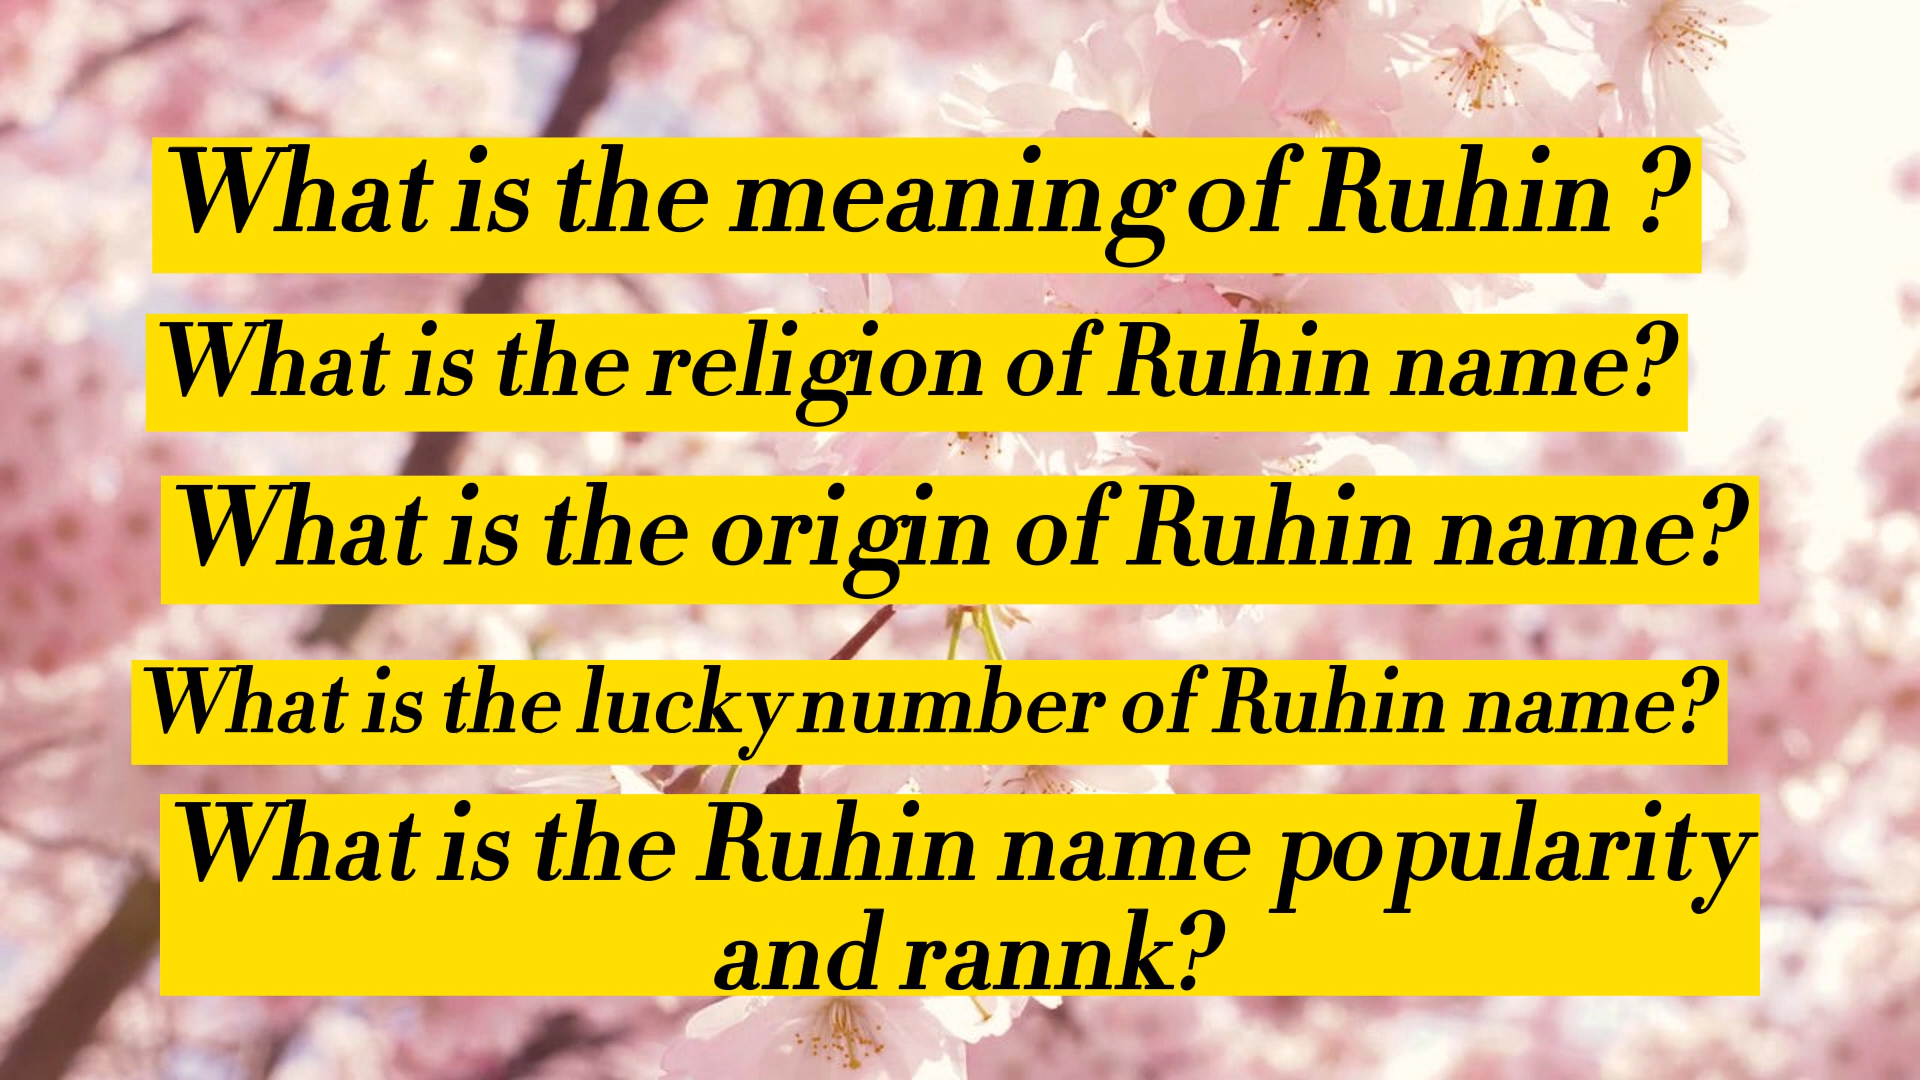 What is the meaning of Ruhin ?
What is the religion of Ruhin name?
What is the origin of Ruhin name?
What is the lucky number of Ruhin name?
What is the Ruhin name popularity
and rannk?